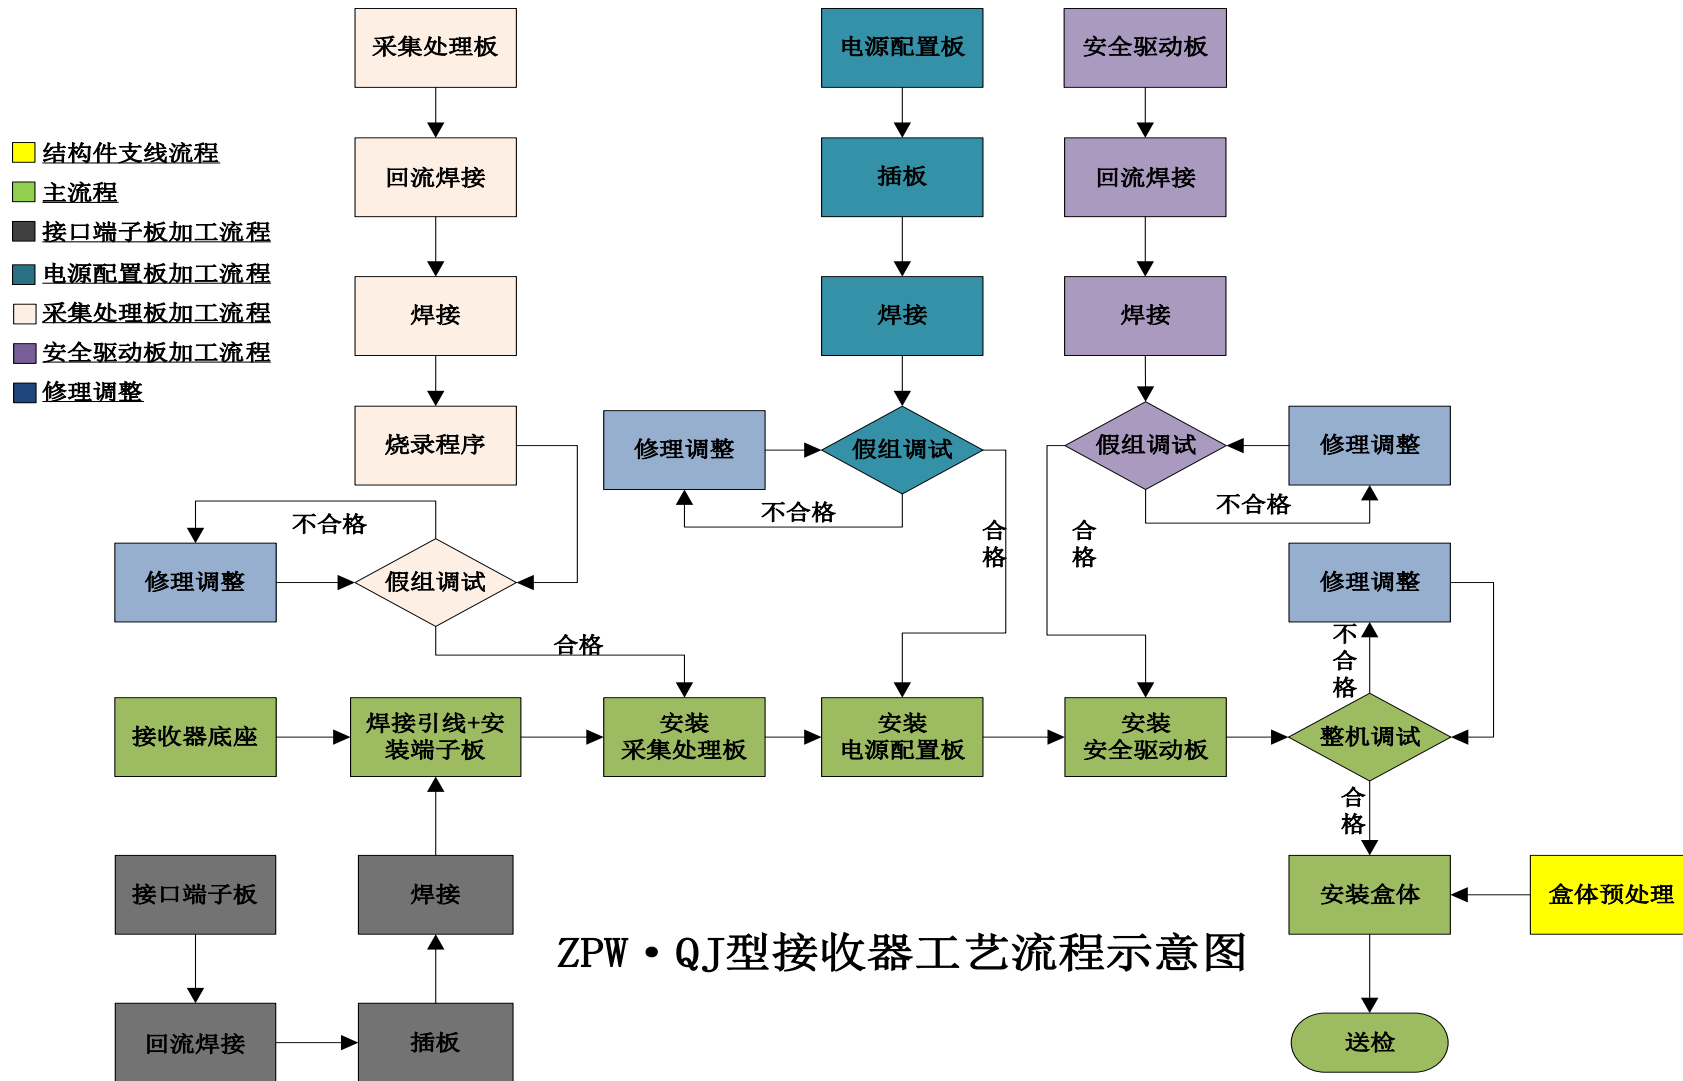 采集处理板
电源配置板
安全驱动板
结构件支线流程
主流程
接口端子板加工流程
电源配置板加工流程
采集处理板加工流程
安全驱动板加工流程
修理调整
回流焊接
插板
回流焊接
焊接
焊接
焊接
烧录程序
修理调整
假组调试
假组调试
修理调整
不合格
不合格
不合格
合
格
合
格
修理调整
假组调试
修理调整
合格
不
合
格
接收器底座
焊接引线+安
装端子板
安装
采集处理板
安装
电源配置板
安装
安全驱动板
整机调试
合
格
接口端子板
焊接
安装盒体
盒体预处理
ZPW·QJ型接收器工艺流程示意图
回流焊接
插板
送检